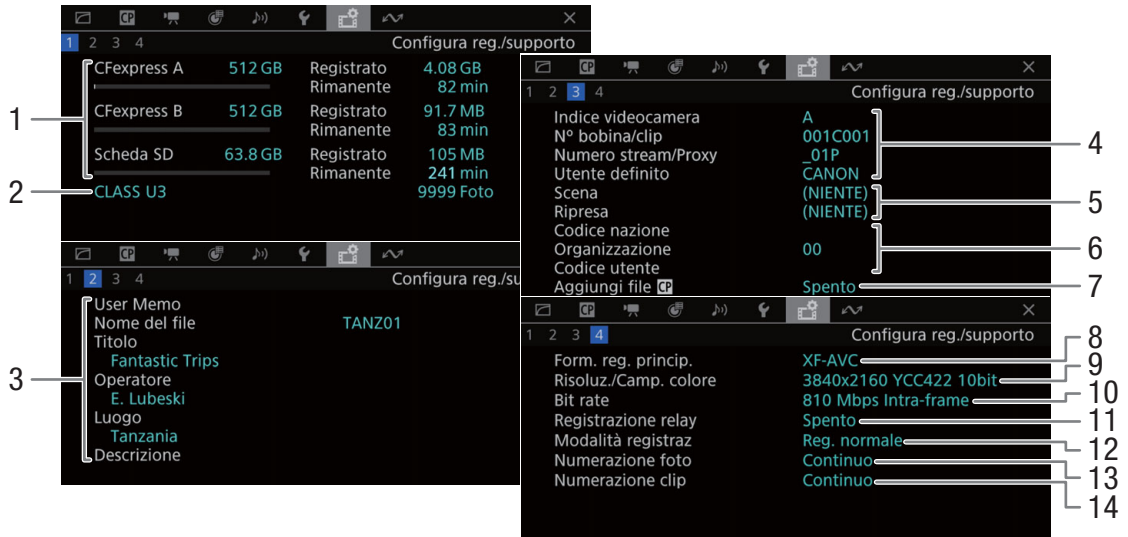 1 2 3 4 Configura reg./supporto
CFexpress A 512 GB Registrato 4.08 GB
Rimanente 82 min
CFexpress B 512 GB Registrato 91.7 MB
Rimanente 83 min
Scheda SD 63.8 GB Registrato 105 MB
Rimanente 241 min
CLASS U3 9999 Foto
1
2
CP
1 2 3 4 Configura reg./su
User Memo
Nome del file TANZ01
Titolo
Fantastic Trips
Operatore
E. Lubeski
Luogo
Tanzania
Descrizione
3
CP
1 2 3 4 Configura reg./supporto
Indice videocamera A
Nº bobina/clip 001C001
Numero stream/Proxy _01P
Utente definito CANON
Scena (NIENTE)
Ripresa (NIENTE)
Codice nazione
Organizzazione 00
Codice utente
Aggiungi file CP Spento
4
5
6
7
CP
1 2 3 4 Configura reg./supporto
Form. reg. princip. XF-AVC
Risoluz./Camp. colore 3840x2160 YCC422 10bit
Bit rate 810 Mbps Intra-frame
Registrazione relay Spento
Modalità registraz Reg. normale
Numerazione foto Continuo
Numerazione clip Continuo
8
9
10
11
12
13
14
CP